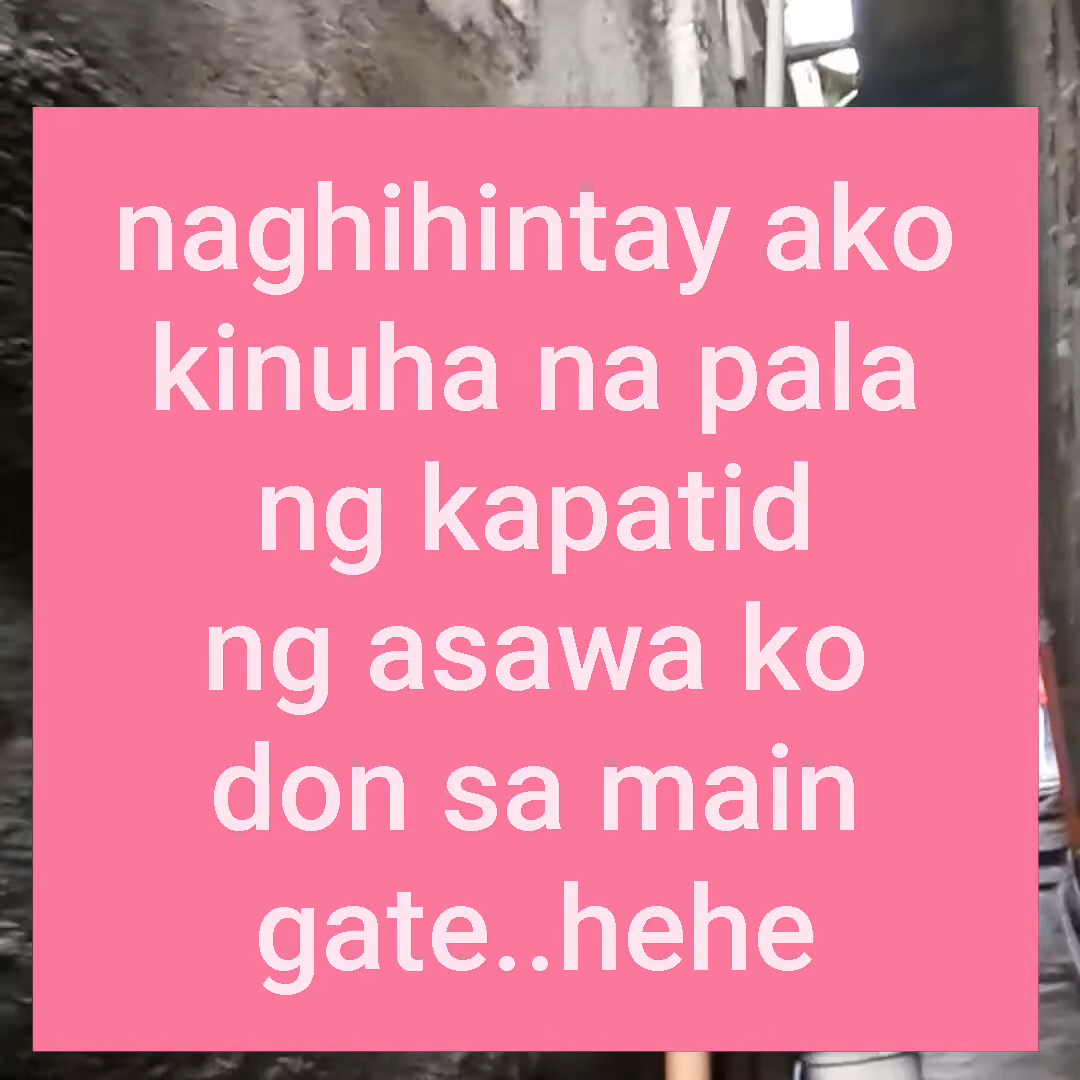 naghihintay ako
kinuha na pala
ng kapatid
ng asawa ko
don sa main
gate..hehe